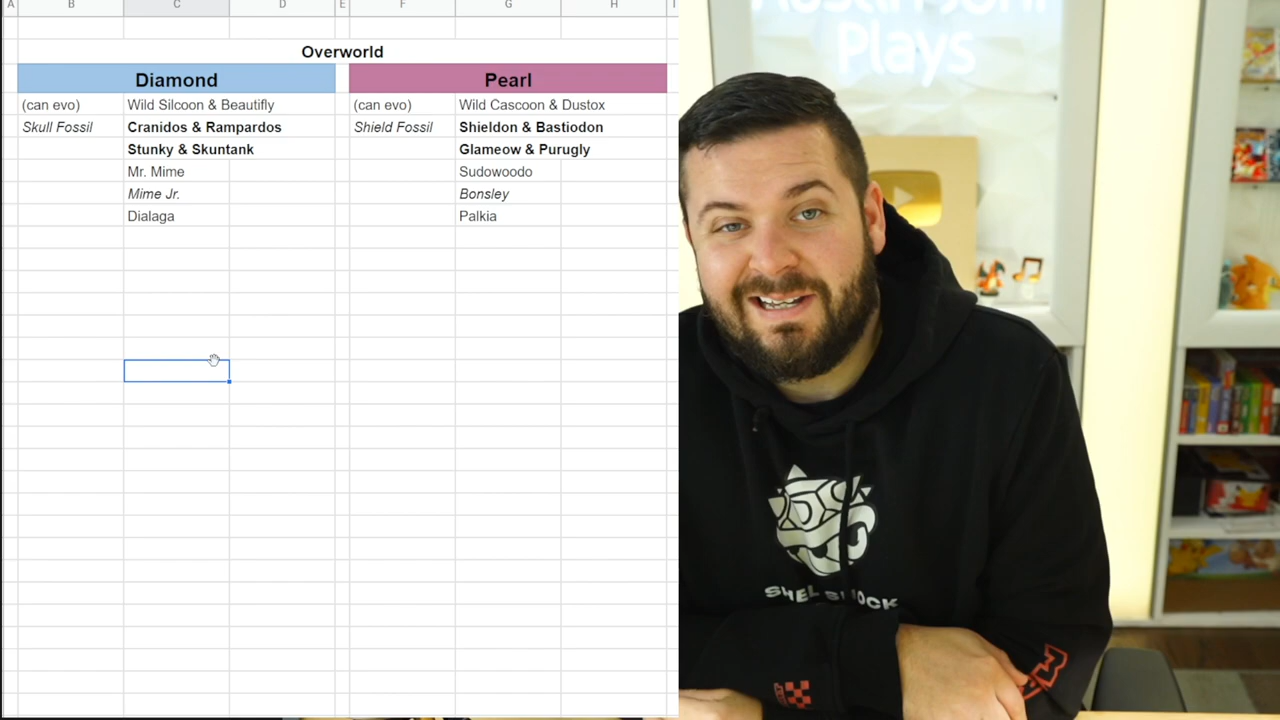 A B C D E F G H I
Overworld
Diamond Pearl
(can evo) Wild Silcoon & Beautifly (can evo) Wild Cascoon & Dustox
Skull Fossil Cranidos & Rampardos Shield Fossil Shieldon & Bastiodon
Stunky & Skuntank Glameow & Purugly
Mr. Mime Sudowoodo
Mime Jr. Bonsley
Dialaga Palkia
Plays